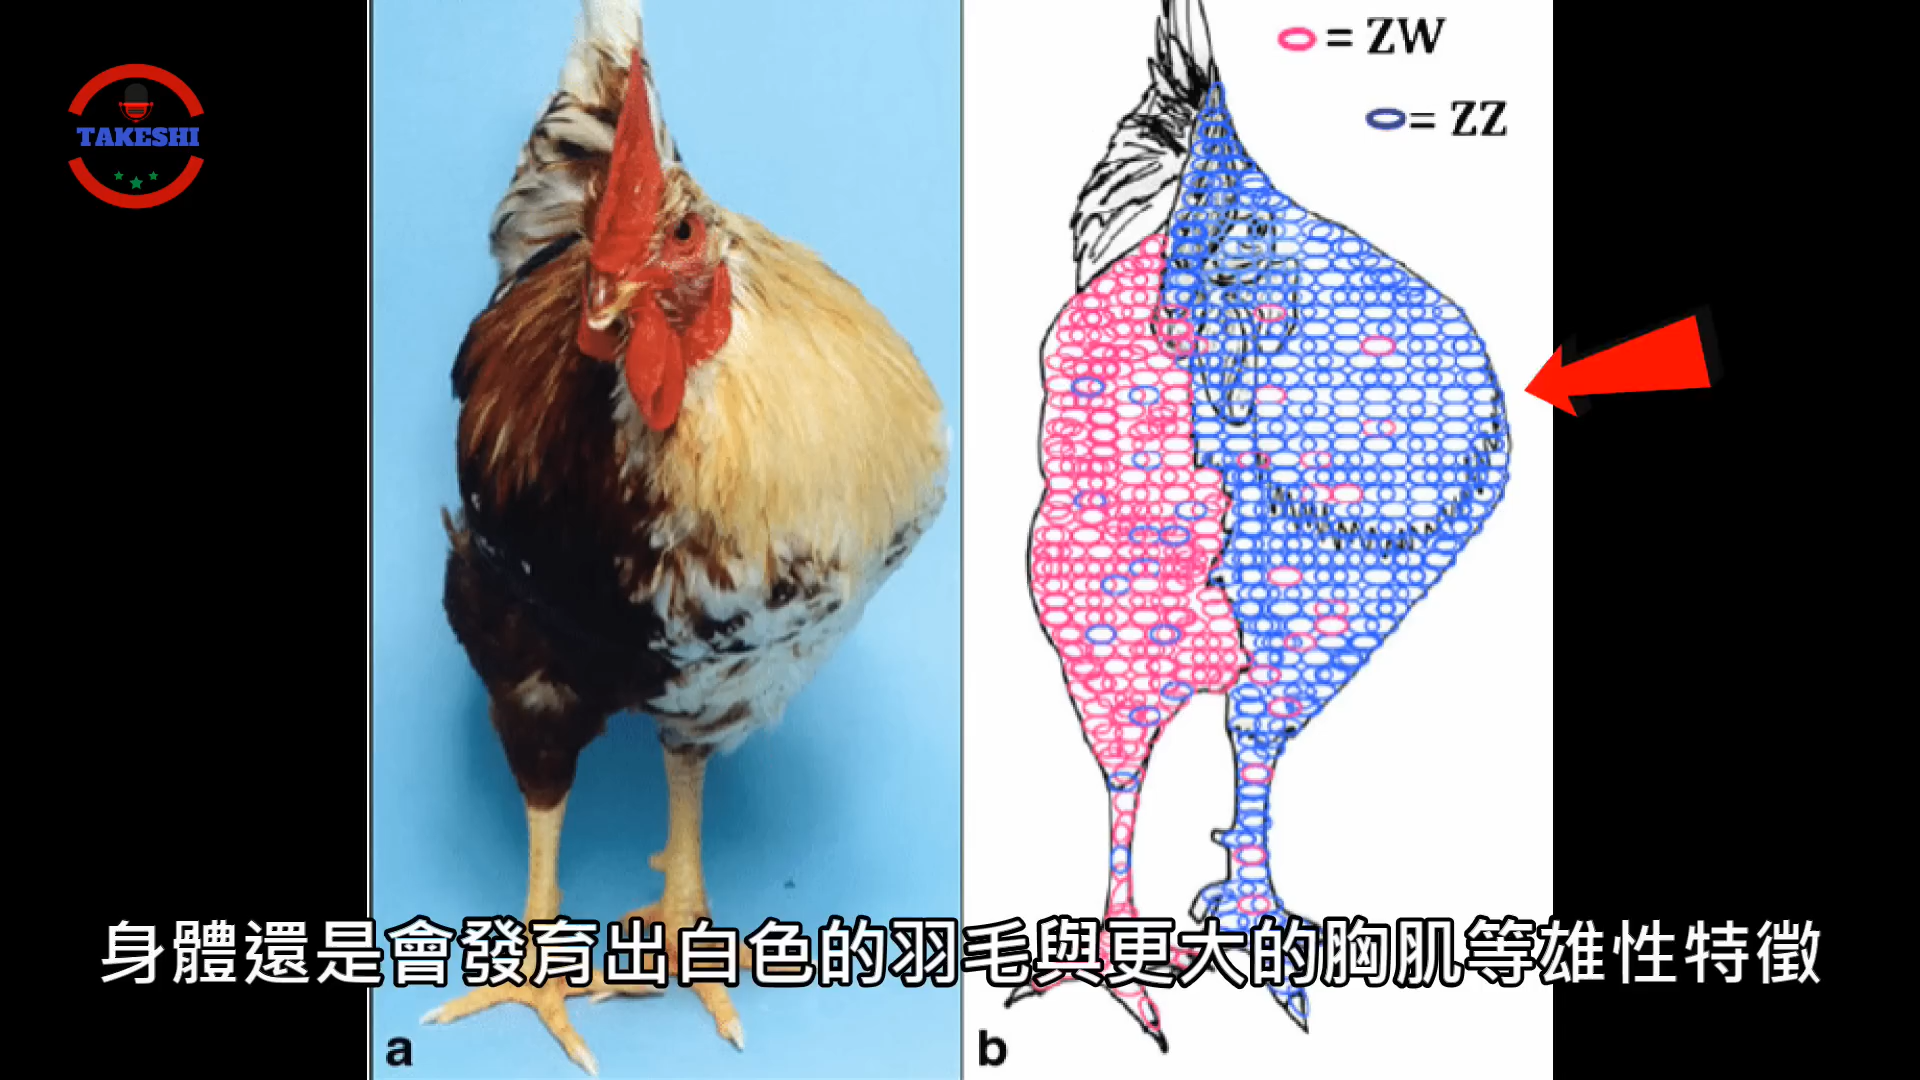 TAKESHI
= ZW
= ZZ
身體還是會發育出白色的羽毛與更大的胸肌等雄性特徵
a
b